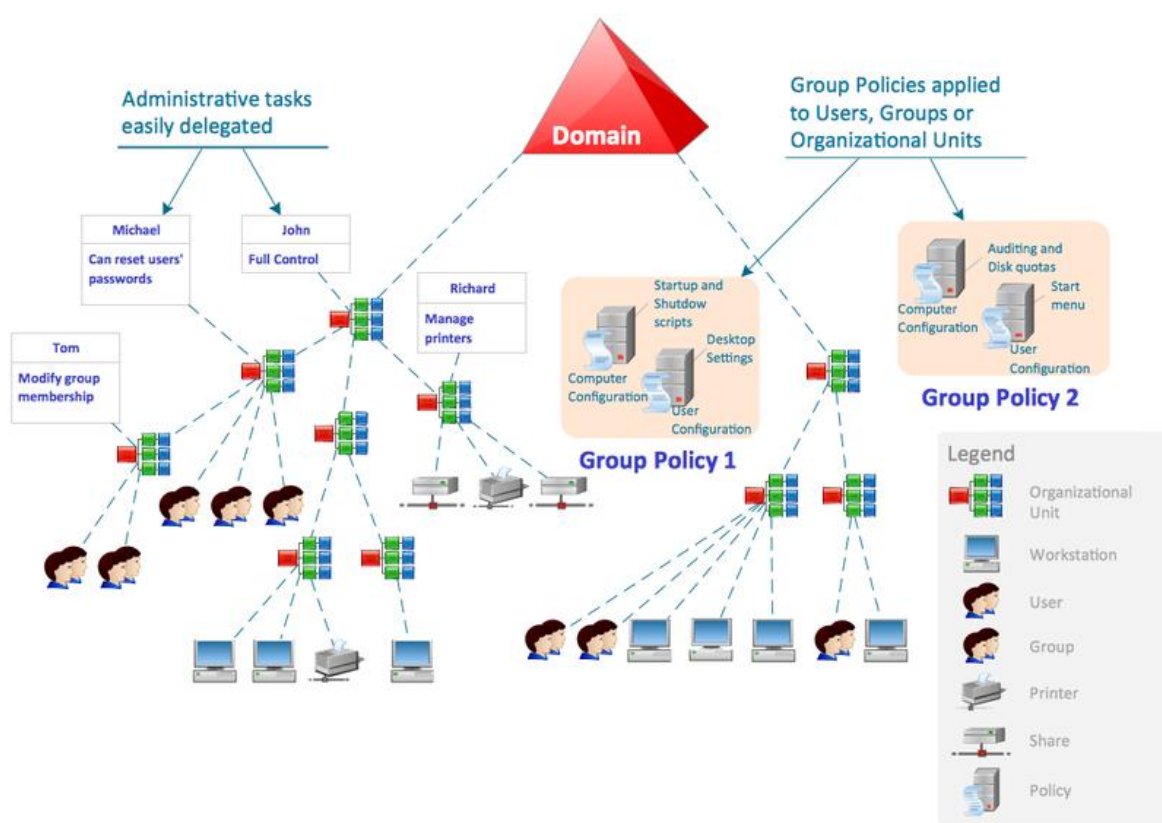 Administrative tasks
easily delegated
Domain
Group Policies applied
to Users, Groups or
Organizational Units
Michael
Can reset users'
passwords
John
Full Control
Richard
Manage
printers
Tom
Modify group
membership
Startup and
Shutdow
scripts
Desktop
Settings
Computer
Configuration
User
Configuration
Group Policy 1
Auditing and
Disk quotas
Start
menu
Computer
Configuration
User
Configuration
Group Policy 2
Legend
Organizational
Unit
Workstation
User
Group
Printer
Share
Policy